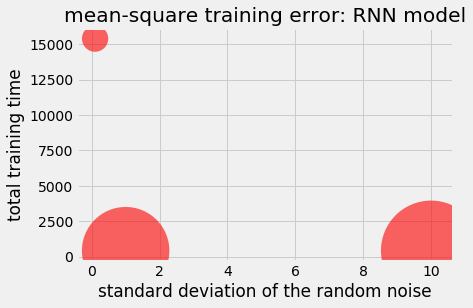 mean-square training error: RNN model
15000
12500
10000
7500
5000
2500
0
0 2 4 6 8 10
total training time
standard deviation of the random noise